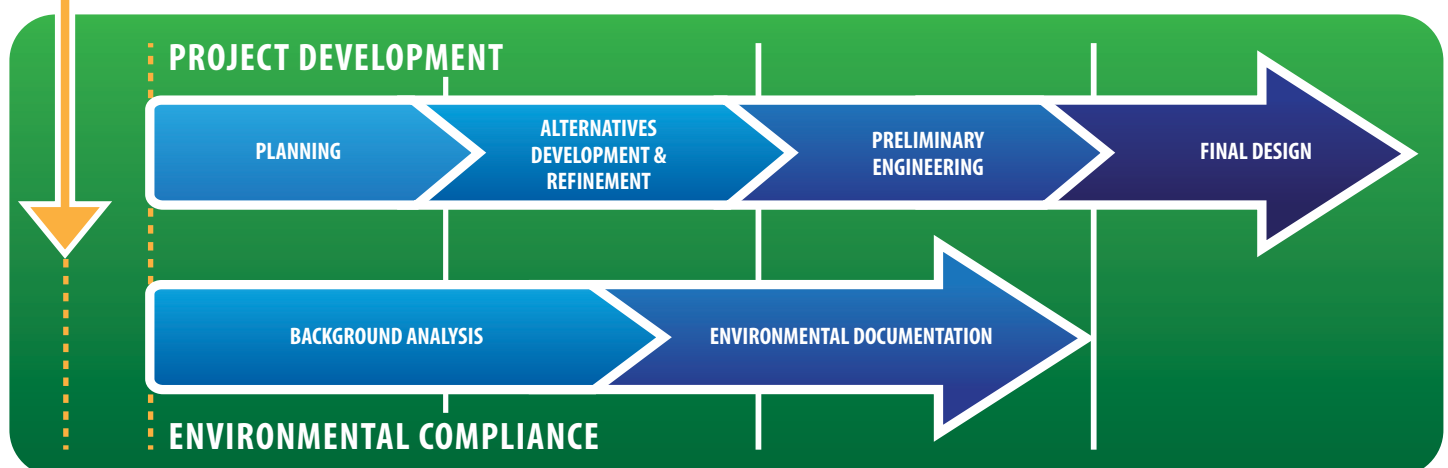 PROJECT DEVELOPMENT
PLANNING
ALTERNATIVES
DEVELOPMENT &
REFINEMENT
PRELIMINARY
ENGINEERING
FINAL DESIGN
BACKGROUND ANALYSIS
ENVIRONMENTAL DOCUMENTATION
ENVIRONMENTAL COMPLIANCE